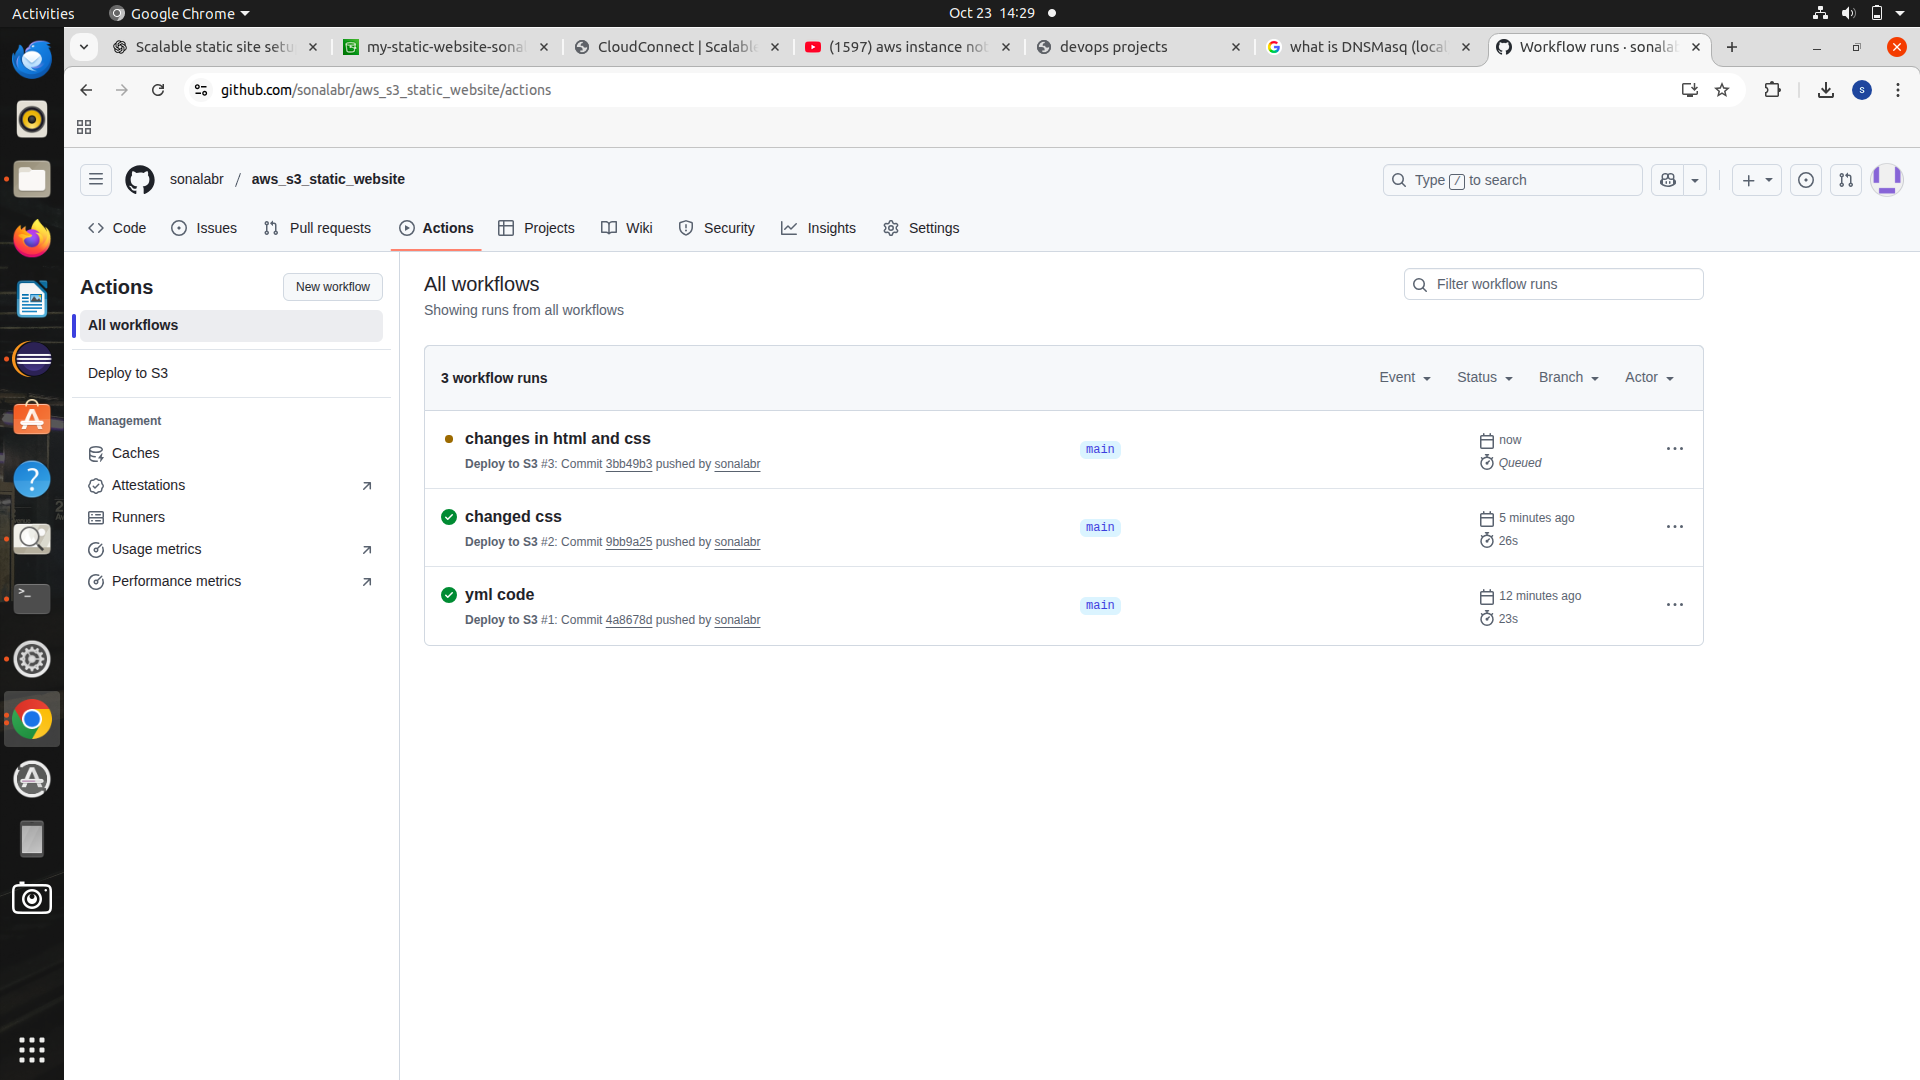 Activities
Google Chrome
Oct 23 14:29
Scalable static site setu
my-static-website-sonal
CloudConnect | Scalable
(1597) aws instance not
devops projects
what is DNSMasq (local
Workflow runs · sonalab
github.com/sonalabr/aws_s3_static_website/actions
S
sonalabr / aws_s3_static_website
Type / to search
Code
Issues
Pull requests
Actions
Projects
Wiki
Security
Insights
Settings
Actions
New workflow
All workflows
Deploy to S3
Management
Caches
Attestations
Runners
Usage metrics
Performance metrics
All workflows
Showing runs from all workflows
Filter workflow runs
3 workflow runs
Event
Status
Branch
Actor
changes in html and css
Deploy to S3 #3: Commit 3bb49b3 pushed by sonalabr
main
now
Queued
changed css
Deploy to S3 #2: Commit 9bb9a25 pushed by sonalabr
main
5 minutes ago
26s
yml code
Deploy to S3 #1: Commit 4a8678d pushed by sonalabr
main
12 minutes ago
23s